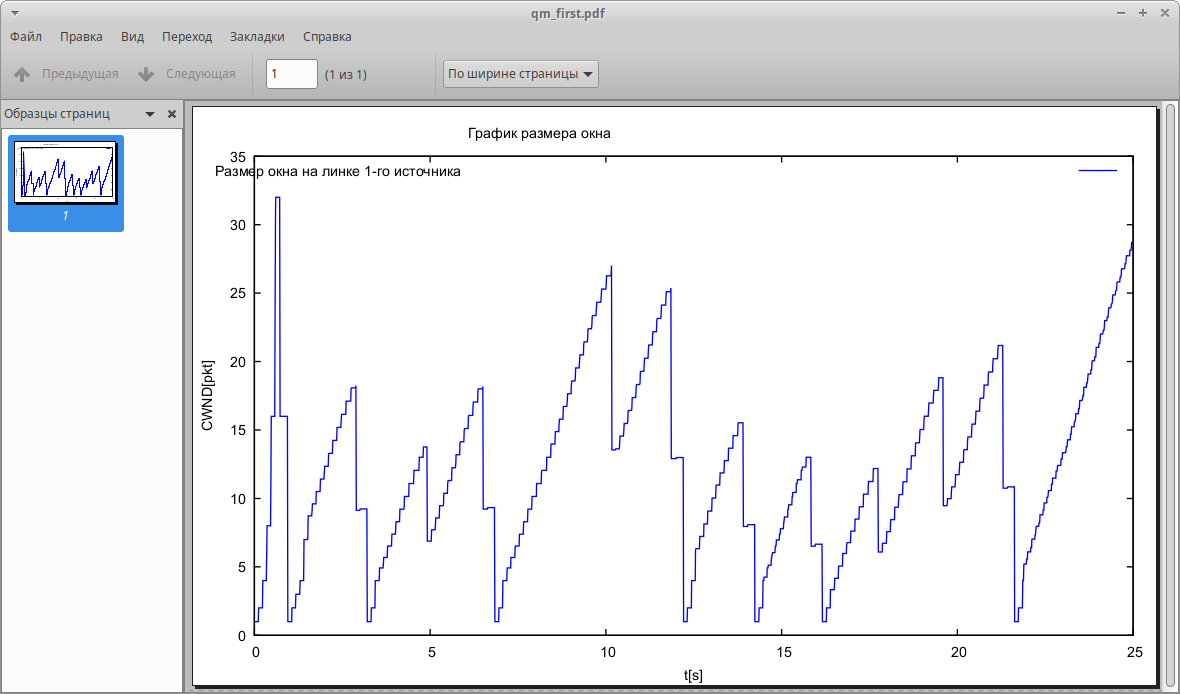 qm_first.pdf
Файл Правка Вид Переход Закладки Справка
Предыдущая Следующая 1 (1 из 1) По ширине страницы
Образцы страниц
1
График размера окна
Размер окна на линке 1-го источника
35
30
25
20
15
10
5
0
CWND[pkt]
0 5 10 15 20 25
t[s]